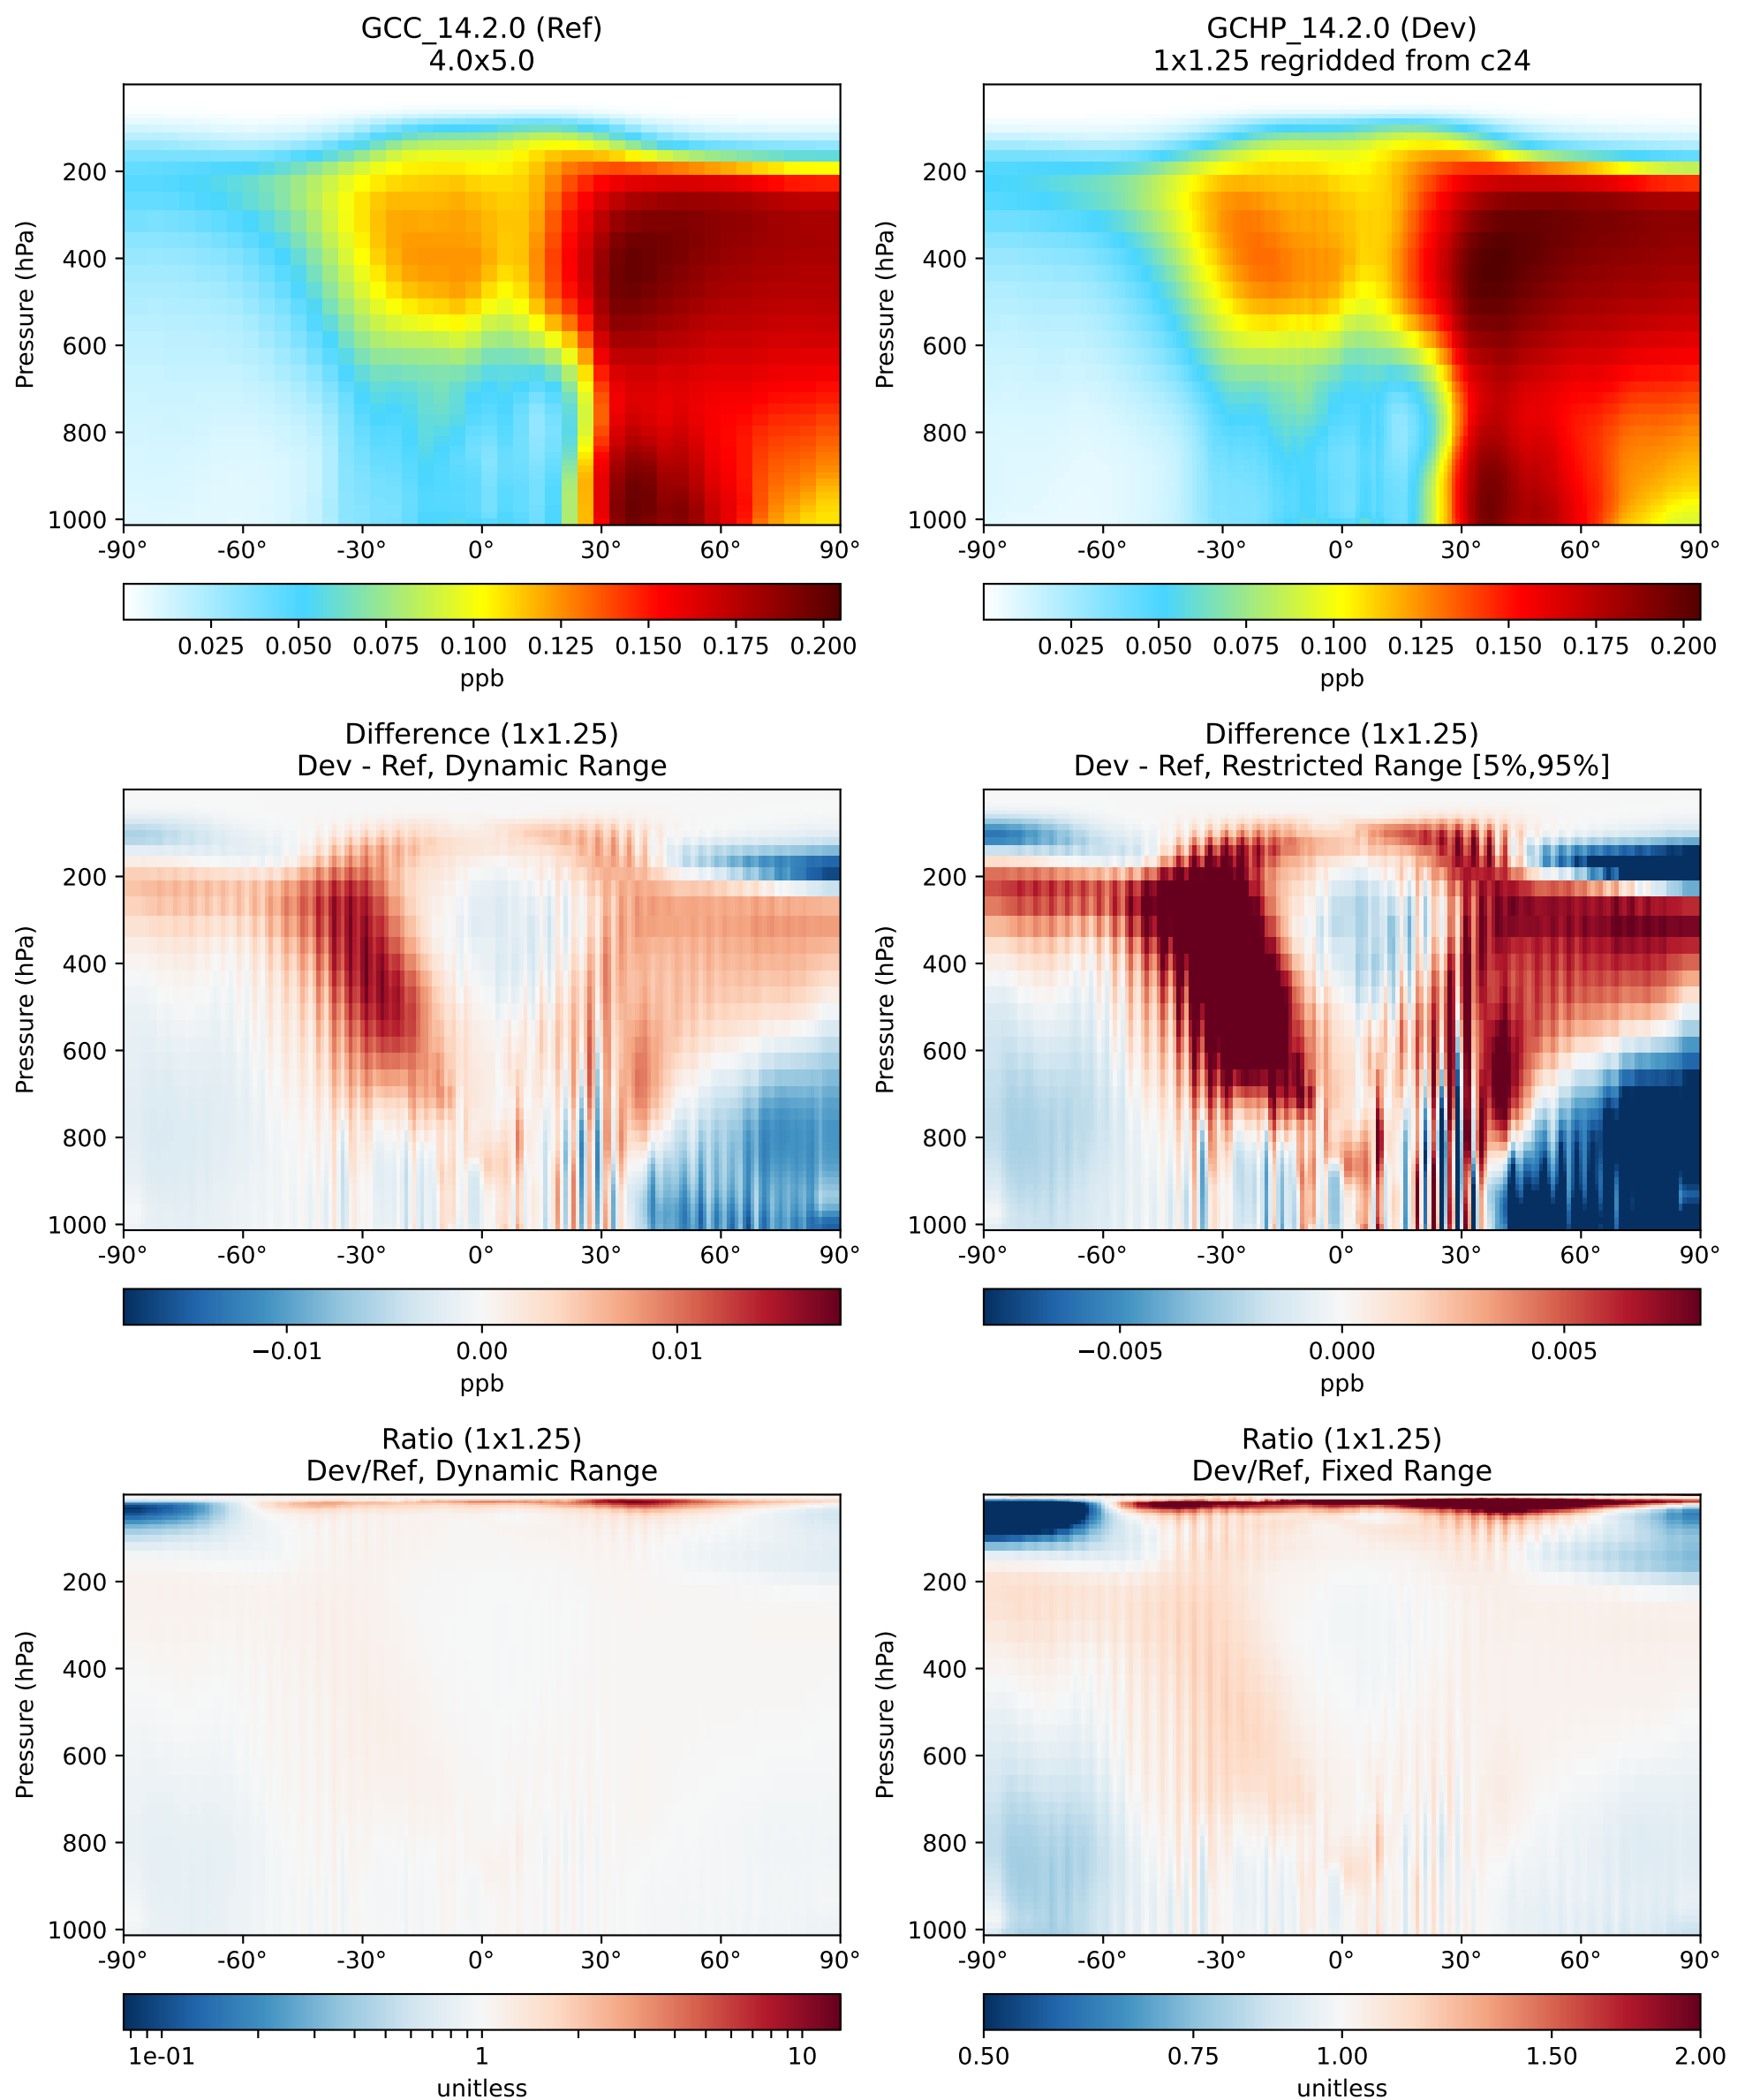 GCC_14.2.0 (Ref)
4.0x5.0
Pressure (hPa)
200
400
600
800
1000
-90° -60° -30° 0° 30° 60° 90°
0.025 0.050 0.075 0.100 0.125 0.150 0.175 0.200
ppb
GCHP_14.2.0 (Dev)
1x1.25 regridded from c24
Pressure (hPa)
200
400
600
800
1000
-90° -60° -30° 0° 30° 60° 90°
0.025 0.050 0.075 0.100 0.125 0.150 0.175 0.200
ppb
Difference (1x1.25)
Dev - Ref, Dynamic Range
Pressure (hPa)
200
400
600
800
1000
-90° -60° -30° 0° 30° 60° 90°
−0.01 0.00 0.01
ppb
Difference (1x1.25)
Dev - Ref, Restricted Range [5%,95%]
Pressure (hPa)
200
400
600
800
1000
-90° -60° -30° 0° 30° 60° 90°
−0.005 0.000 0.005
ppb
Ratio (1x1.25)
Dev/Ref, Dynamic Range
Pressure (hPa)
200
400
600
800
1000
-90° -60° -30° 0° 30° 60° 90°
1e-01 1 10
unitless
Ratio (1x1.25)
Dev/Ref, Fixed Range
Pressure (hPa)
200
400
600
800
1000
-90° -60° -30° 0° 30° 60° 90°
0.50 0.75 1.00 1.50 2.00
unitless